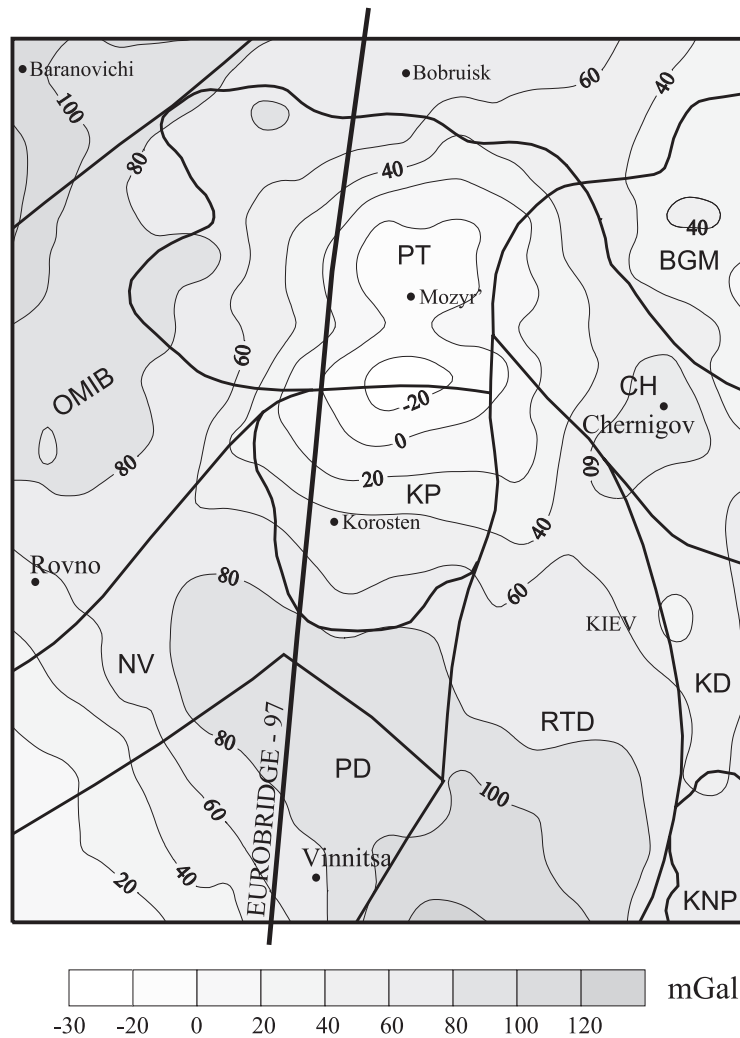 Baranovichi
Bobruisk
60
40
100
80
40
40
PT
BGM
Mozyr'
60
OMIB
CH
-20
Chernigov
0
80
20
60
KP
Korosten
40
Rovno
80
60
KIEV
NV
KD
RTD
80
PD
EUROBRIDGE - 97
100
60
Vinnitsa
40
20
KNP
mGal
-30 -20 0 20 40 60 80 100 120